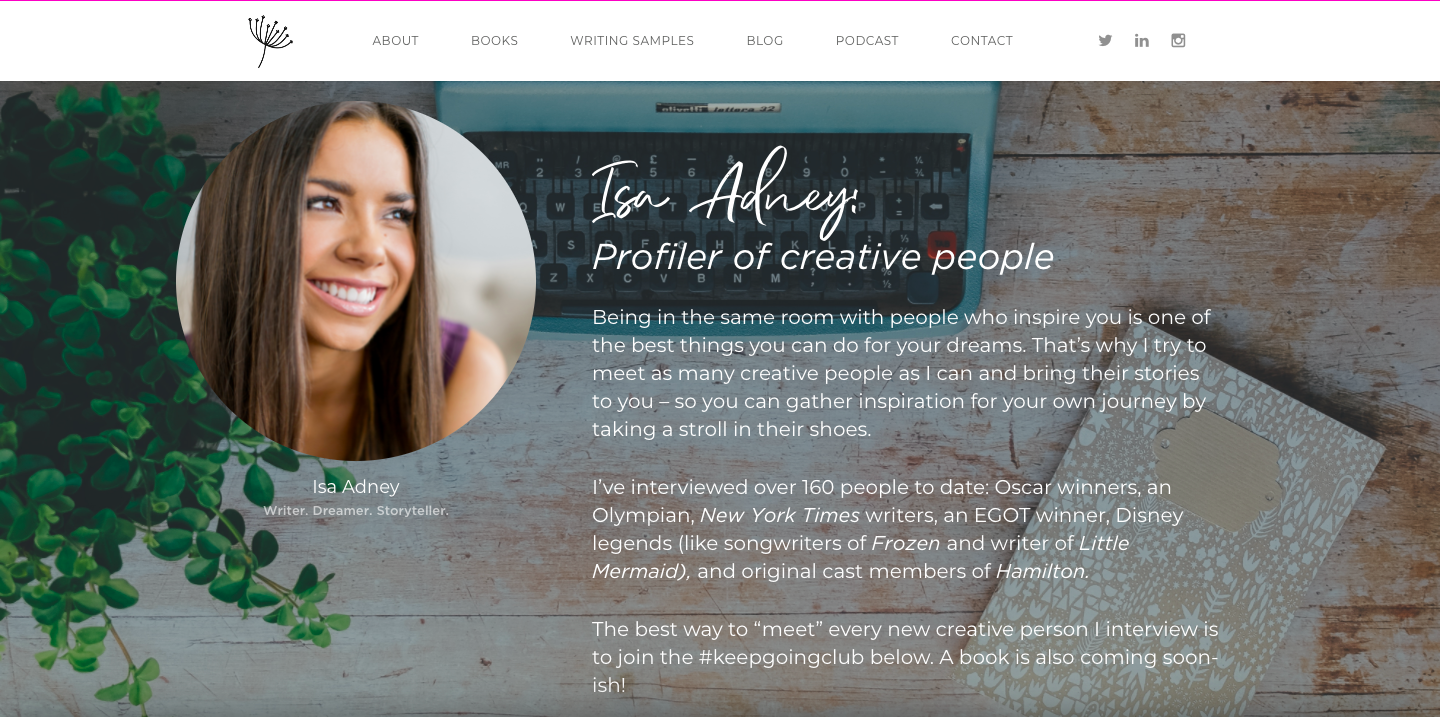 ABOUT BOOKS WRITING SAMPLES BLOG PODCAST CONTACT
olivetti lettera 32
Isa Adney:
Profiler of creative people
Being in the same room with people who inspire you is one of
the best things you can do for your dreams. That’s why I try to
meet as many creative people as I can and bring their stories
to you – so you can gather inspiration for your own journey by
taking a stroll in their shoes.
I’ve interviewed over 160 people to date: Oscar winners, an
Olympian, New York Times writers, an EGOT winner, Disney
legends (like songwriters of Frozen and writer of Little
Mermaid), and original cast members of Hamilton.
The best way to “meet” every new creative person I interview is
to join the #keepgoingclub below. A book is also coming soon-
ish!
Isa Adney
Writer. Dreamer. Storyteller.